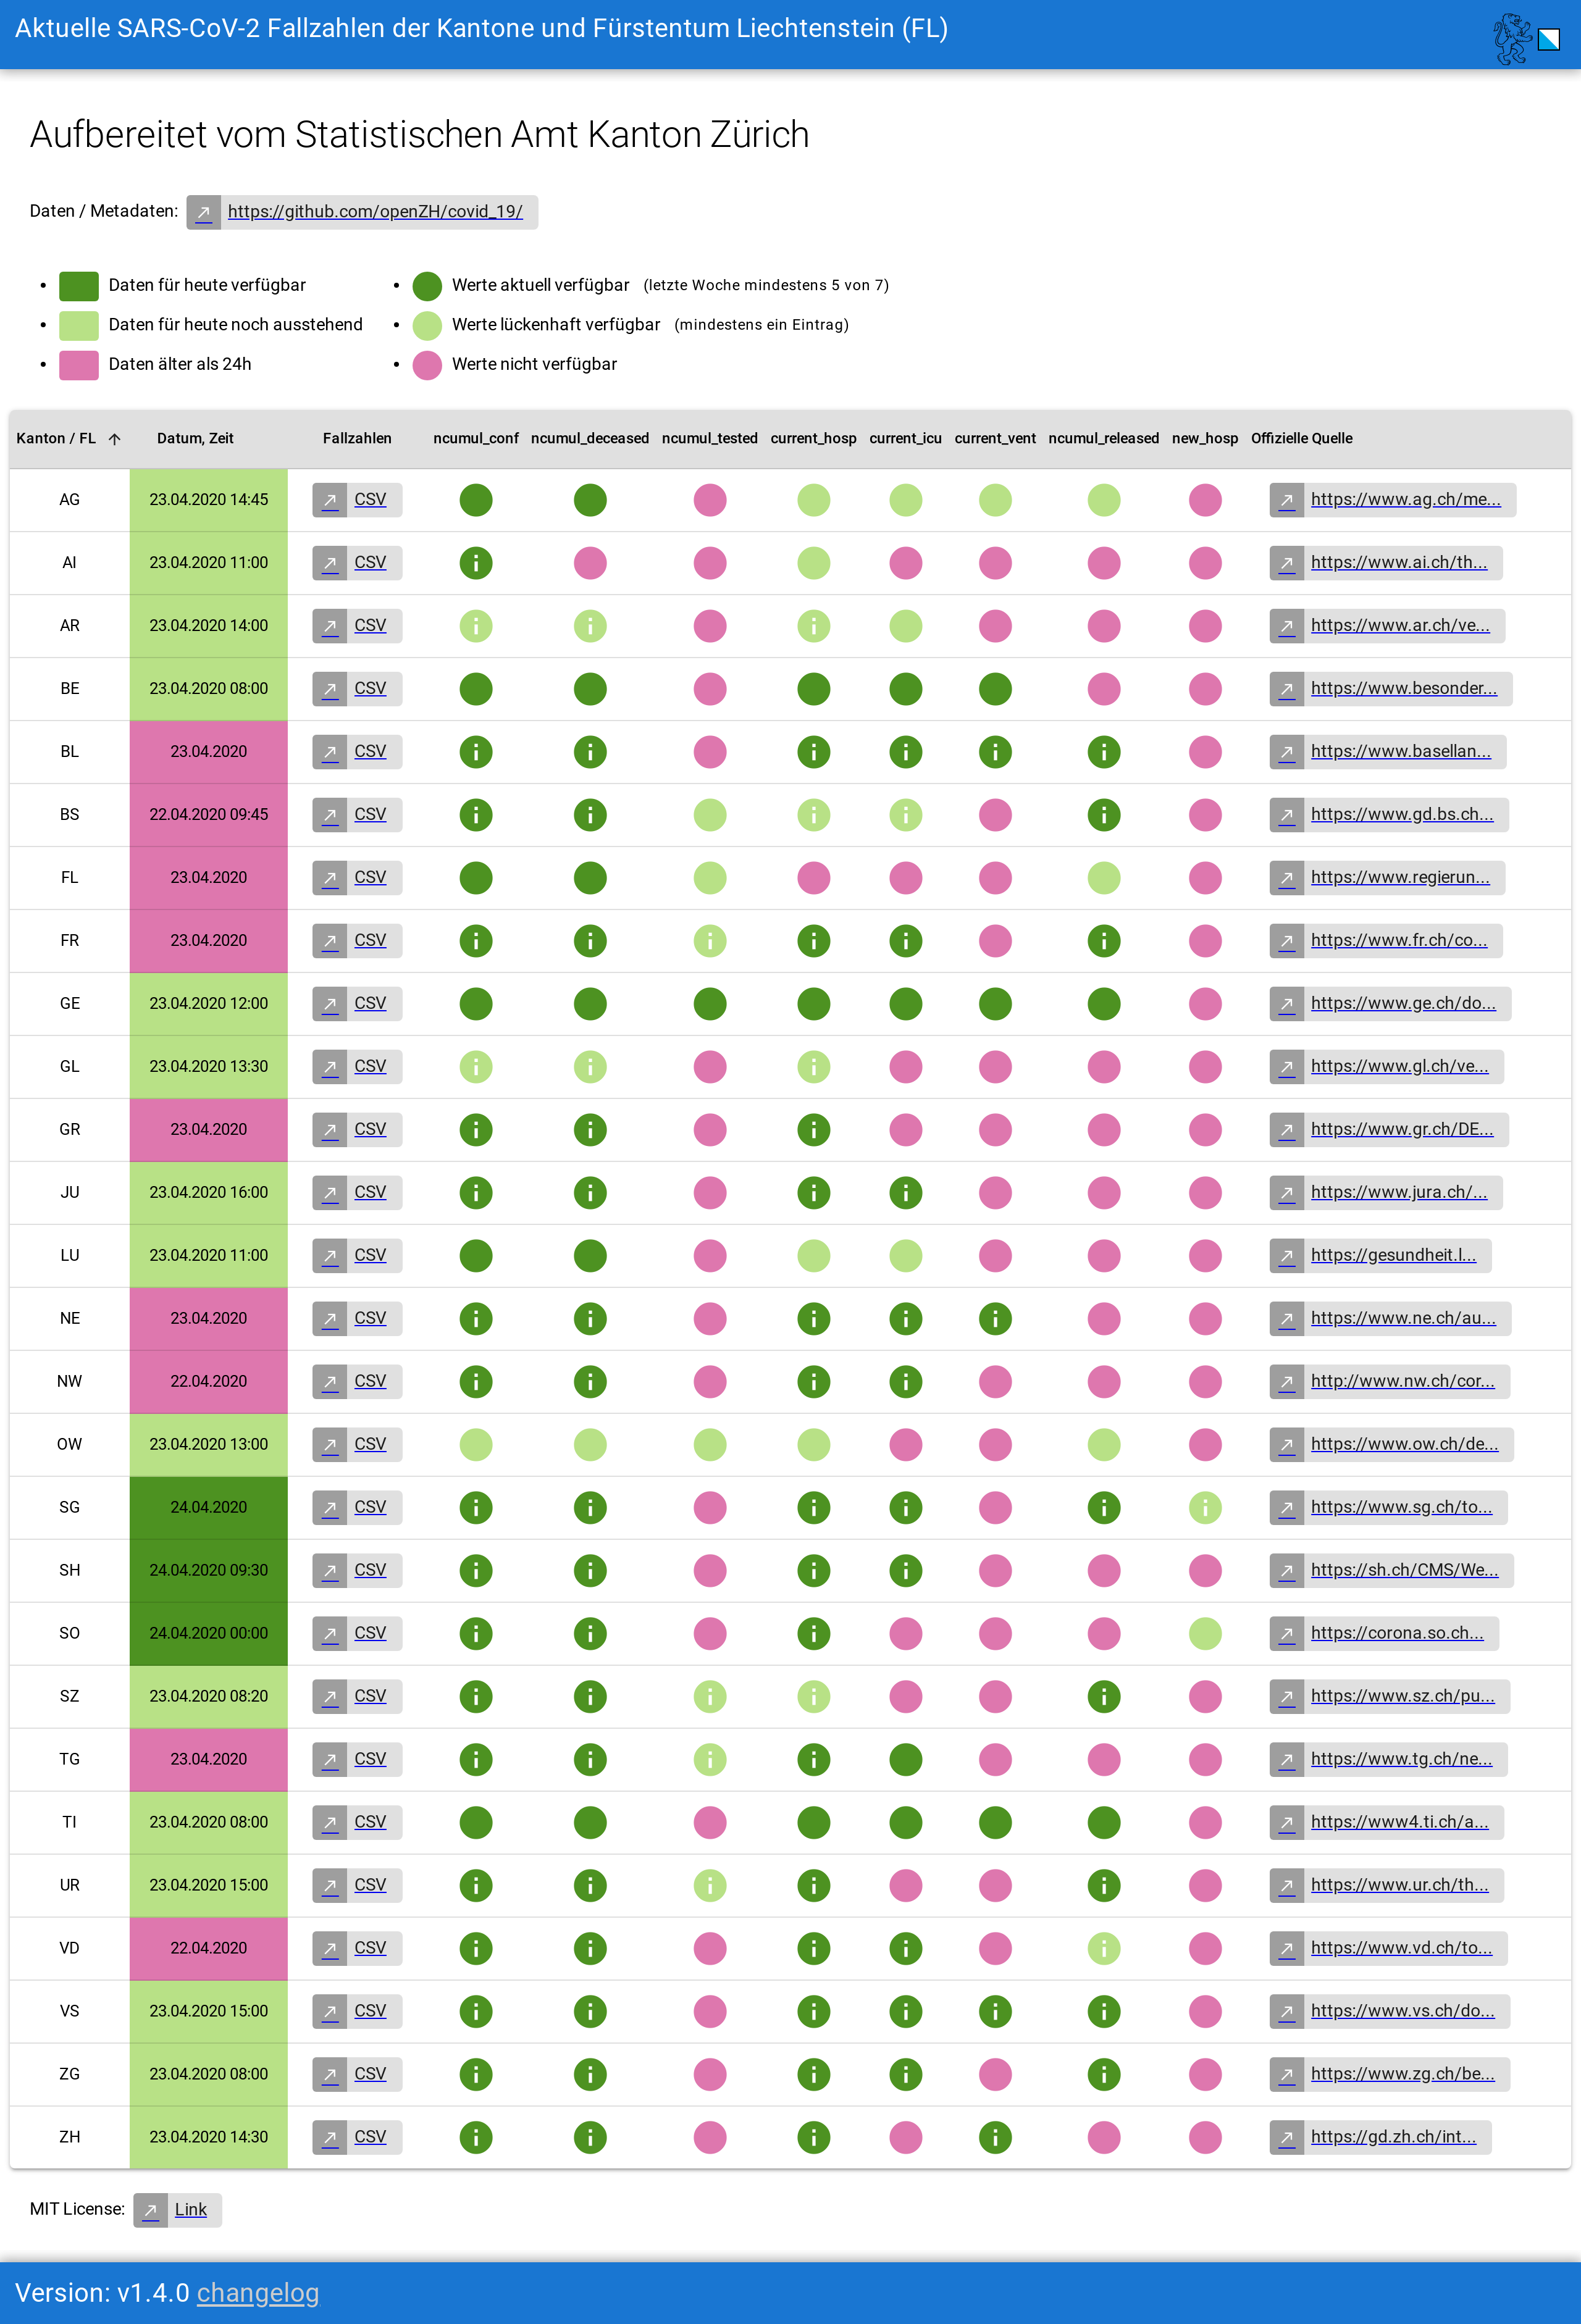 Aktuelle SARS-CoV-2 Fallzahlen der Kantone und Fürstentum Liechtenstein (FL)
Aufbereitet vom Statistischen Amt Kanton Zürich
Daten / Metadaten: https://github.com/openZH/covid_19/
Daten für heute verfügbar
Daten für heute noch ausstehend
Daten älter als 24h
Werte aktuell verfügbar (letzte Woche mindestens 5 von 7)
Werte lückenhaft verfügbar (mindestens ein Eintrag)
Werte nicht verfügbar
Kanton / FL Datum, Zeit Fallzahlen ncumul_conf ncumul_deceased ncumul_tested current_hosp current_icu current_vent ncumul_released new_hosp Offizielle Quelle
AG 23.04.2020 14:45 CSV https://www.ag.ch/me...
AI 23.04.2020 11:00 CSV https://www.ai.ch/th...
AR 23.04.2020 14:00 CSV https://www.ar.ch/ve...
BE 23.04.2020 08:00 CSV https://www.besonder...
BL 23.04.2020 CSV https://www.basellan...
BS 22.04.2020 09:45 CSV https://www.gd.bs.ch...
FL 23.04.2020 CSV https://www.regierun...
FR 23.04.2020 CSV https://www.fr.ch/co...
GE 23.04.2020 12:00 CSV https://www.ge.ch/do...
GL 23.04.2020 13:30 CSV https://www.gl.ch/ve...
GR 23.04.2020 CSV https://www.gr.ch/DE...
JU 23.04.2020 16:00 CSV https://www.jura.ch/...
LU 23.04.2020 11:00 CSV https://gesundheit.l...
NE 23.04.2020 CSV https://www.ne.ch/au...
NW 22.04.2020 CSV http://www.nw.ch/cor...
OW 23.04.2020 13:00 CSV https://www.ow.ch/de...
SG 24.04.2020 CSV https://www.sg.ch/to...
SH 24.04.2020 09:30 CSV https://sh.ch/CMS/We...
SO 24.04.2020 00:00 CSV https://corona.so.ch...
SZ 23.04.2020 08:20 CSV https://www.sz.ch/pu...
TG 23.04.2020 CSV https://www.tg.ch/ne...
TI 23.04.2020 08:00 CSV https://www4.ti.ch/a...
UR 23.04.2020 15:00 CSV https://www.ur.ch/th...
VD 22.04.2020 CSV https://www.vd.ch/to...
VS 23.04.2020 15:00 CSV https://www.vs.ch/do...
ZG 23.04.2020 08:00 CSV https://www.zg.ch/be...
ZH 23.04.2020 14:30 CSV https://gd.zh.ch/int...
MIT License: Link
Version: v1.4.0 changelog